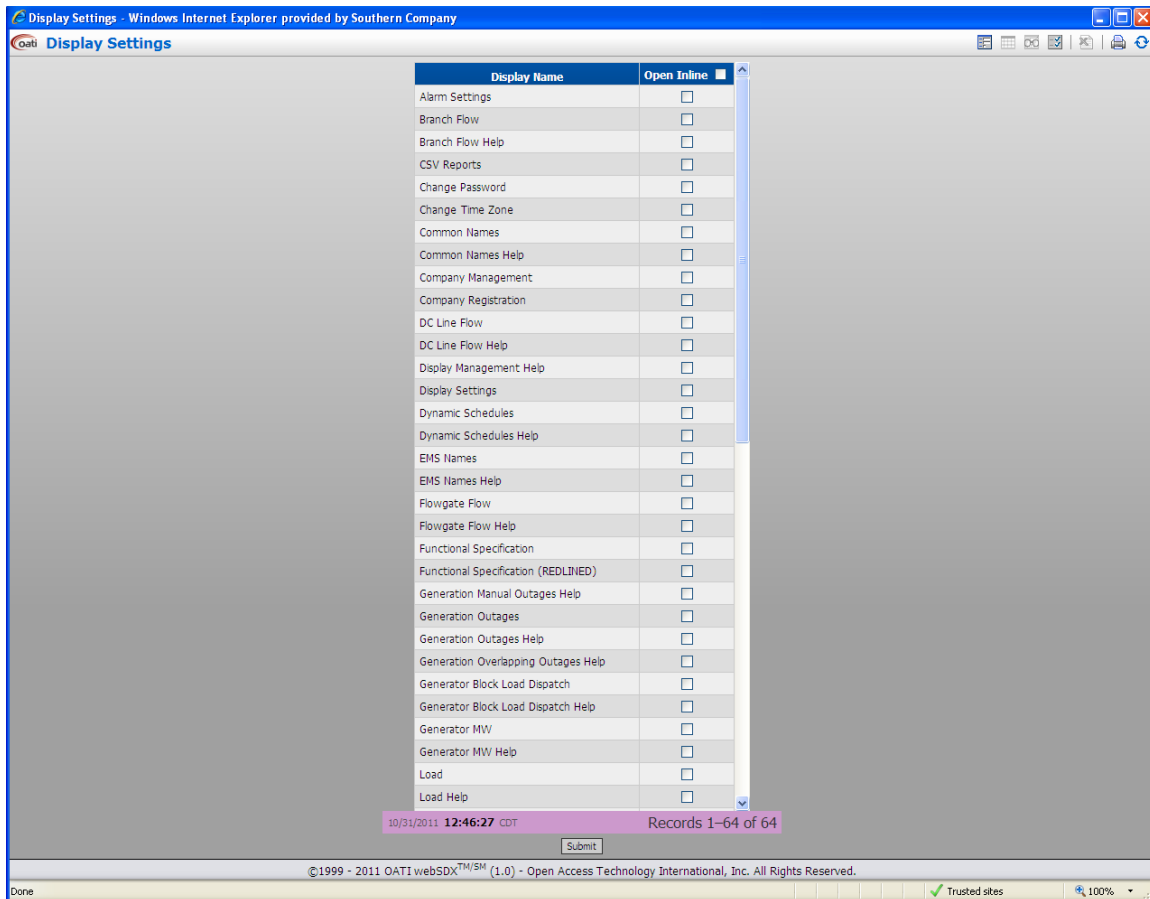 Display Settings - Windows Internet Explorer provided by Southern Company
oati Display Settings
Display Name Open Inline
Alarm Settings
Branch Flow
Branch Flow Help
CSV Reports
Change Password
Change Time Zone
Common Names
Common Names Help
Company Management
Company Registration
DC Line Flow
DC Line Flow Help
Display Management Help
Display Settings
Dynamic Schedules
Dynamic Schedules Help
EMS Names
EMS Names Help
Flowgate Flow
Flowgate Flow Help
Functional Specification
Functional Specification (REDLINED)
Generation Manual Outages Help
Generation Outages
Generation Outages Help
Generation Overlapping Outages Help
Generator Block Load Dispatch
Generator Block Load Dispatch Help
Generator MW
Generator MW Help
Load
Load Help
10/31/2011 12:46:27 CDT Records 1–64 of 64
Submit
©1999 - 2011 OATI webSDX™/SM (1.0) - Open Access Technology International, Inc. All Rights Reserved.
Done Trusted sites 100%